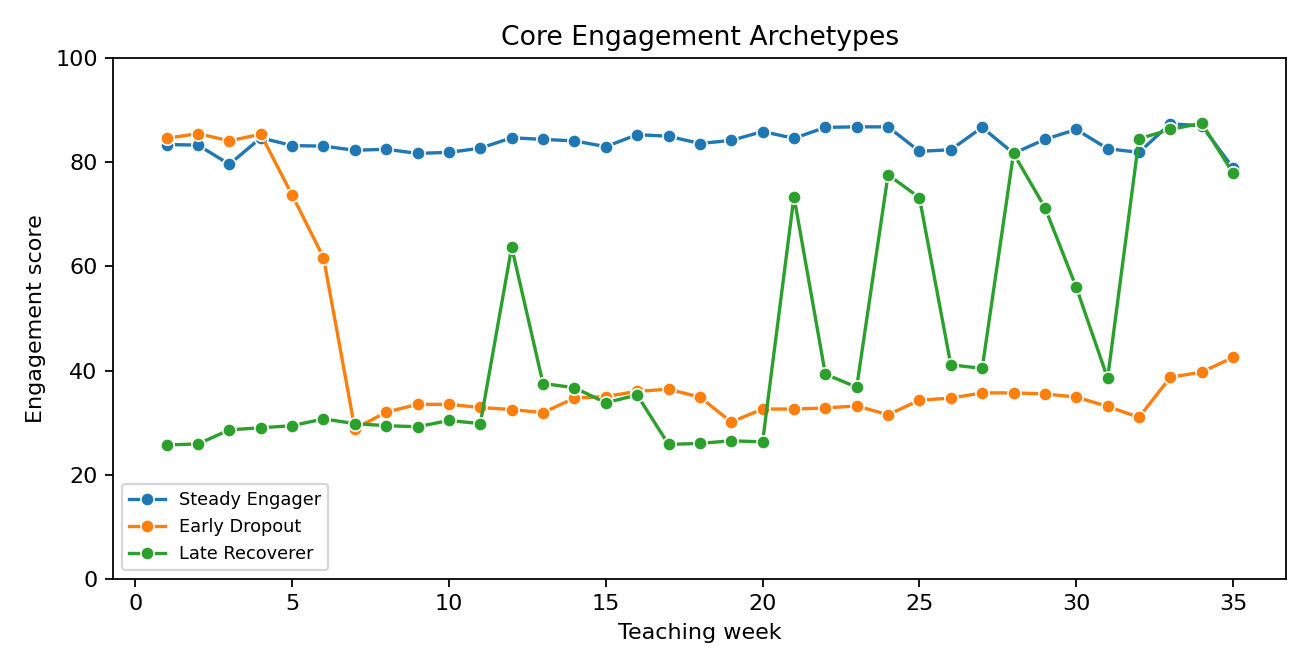 Core Engagement Archetypes
100
80
60
40
20
0
Engagement score
Steady Engager
Early Dropout
Late Recoverer
0 5 10 15 20 25 30 35
Teaching week